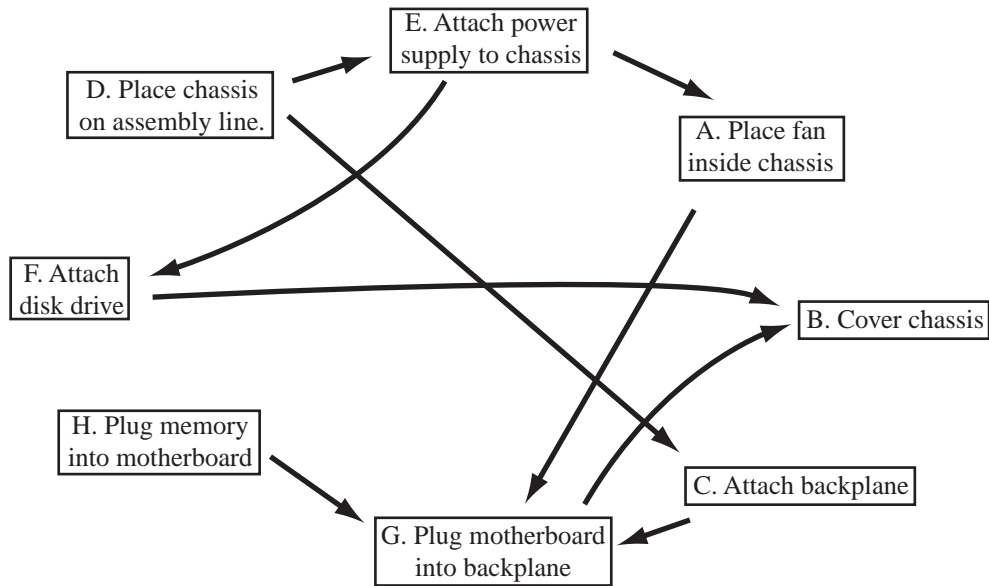 E. Attach power
supply to chassis
D. Place chassis
on assembly line.
A. Place fan
inside chassis
F. Attach
disk drive
B. Cover chassis
H. Plug memory
into motherboard
C. Attach backplane
G. Plug motherboard
into backplane